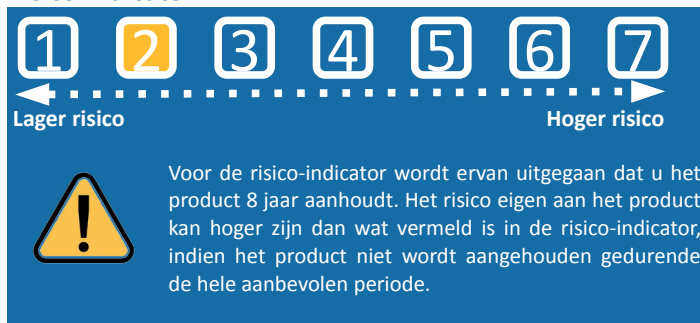 1 2 3 4 5 6 7
Lager risico Hoger risico
Voor de risico-indicator wordt ervan uitgegaan dat u het
product 8 jaar aanhoudt. Het risico eigen aan het product
kan hoger zijn dan wat vermeld is in de risico-indicator,
indien het product niet wordt aangehouden gedurende
de hele aanbevolen periode.